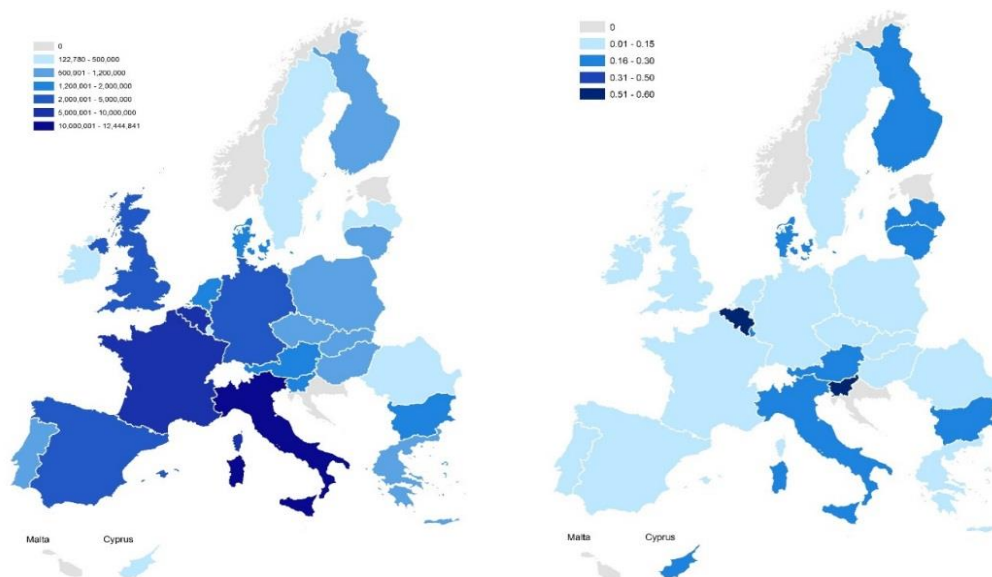 0
122,780 - 500,000
500,001 - 1,200,000
1,200,001 - 2,000,000
2,000,001 - 5,000,000
5,000,001 - 10,000,000
10,000,001 - 12,444,841
Malta
Cyprus
0
0.01 - 0.15
0.16 - 0.30
0.31 - 0.50
0.51 - 0.60
Malta
Cyprus